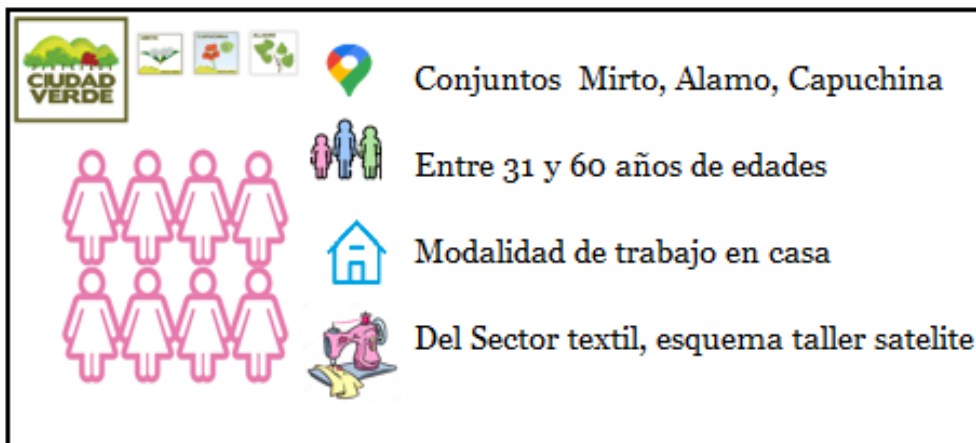 CIUDAD
VERDE
Conjuntos Mirto, Alamo, Capuchina
Entre 31 y 60 años de edades
Modalidad de trabajo en casa
Del Sector textil, esquema taller satelite